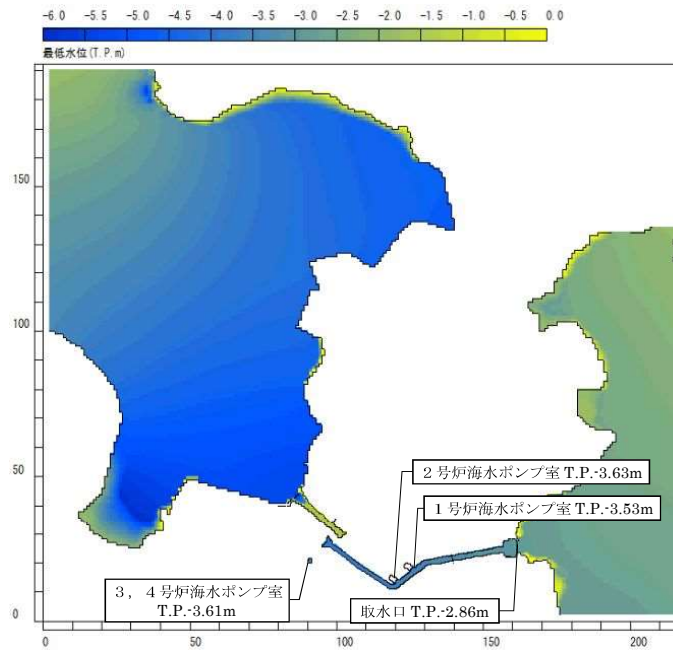 -6.0 -5.5 -5.0 -4.5 -4.0 -3.5 -3.0 -2.5 -2.0 -1.5 -1.0 -0.5 0.0
最低水位(T.P.m)
150
100
50
0
２号炉海水ポンプ室 T.P.-3.63m
１号炉海水ポンプ室 T.P.-3.53m
３，４号炉海水ポンプ室
T.P.-3.61m
取水口 T.P.-2.86m
0 50 100 150 200